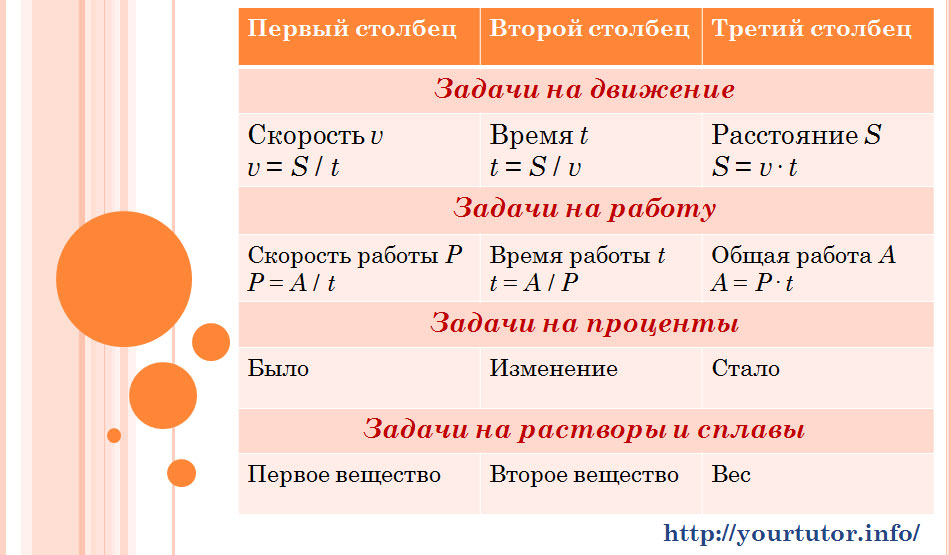 Первый столбец Второй столбец Третий столбец
Задачи на движение
Скорость v Время t Расстояние S
v = S / t t = S / v S = v · t
Задачи на работу
Скорость работы P Время работы t Общая работа A
P = A / t t = A / P A = P · t
Задачи на проценты
Было Изменение Стало
Задачи на растворы и сплавы
Первое вещество Второе вещество Вес
http://yourtutor.info/